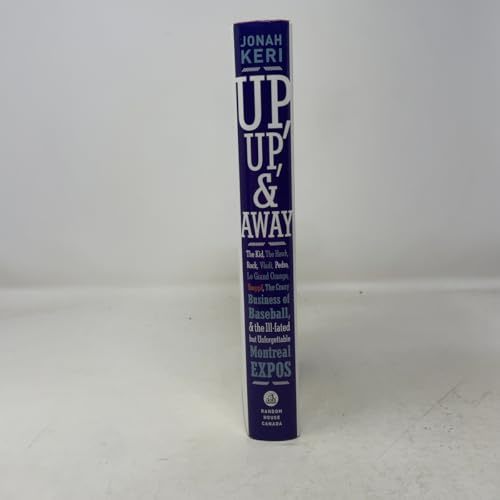 JONAH
KERI
UP,
UP,
&
AWAY
The Kid, The Hawk,
Rock, Vladi, Pedro,
Le Grand Orange,
Youppi!, The Crazy
Business of
Baseball,
& the Ill-fated
but Unforgettable
Montreal
EXPOS
RANDOM
HOUSE
CANADA